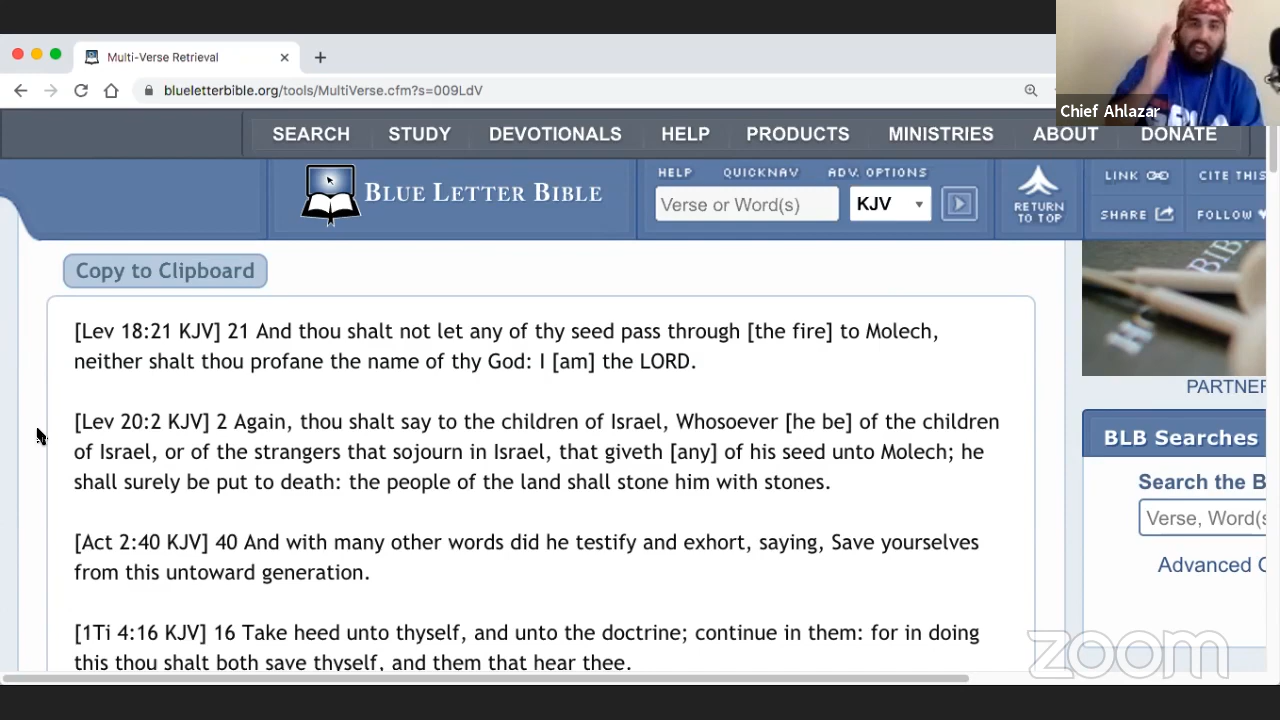 Multi-Verse Retrieval
blueletterbible.org/tools/MultiVerse.cfm?s=009LdV
Chief Ahlazar
SEARCH STUDY DEVOTIONALS HELP PRODUCTS MINISTRIES ABOUT DONATE
BLUE LETTER BIBLE
HELP QUICKNAV ADV. OPTIONS
Verse or Word(s) KJV
RETURN TO TOP
LINK CITE THIS
SHARE FOLLOW
Copy to Clipboard
[Lev 18:21 KJV] 21 And thou shalt not let any of thy seed pass through [the fire] to Molech,
neither shalt thou profane the name of thy God: I [am] the LORD.
[Lev 20:2 KJV] 2 Again, thou shalt say to the children of Israel, Whosoever [he be] of the children
of Israel, or of the strangers that sojourn in Israel, that giveth [any] of his seed unto Molech; he
shall surely be put to death: the people of the land shall stone him with stones.
[Act 2:40 KJV] 40 And with many other words did he testify and exhort, saying, Save yourselves
from this untoward generation.
[1Ti 4:16 KJV] 16 Take heed unto thyself, and unto the doctrine; continue in them: for in doing
this thou shalt both save thyself, and them that hear thee.
PARTNER
BLB Searches
Search the B
Verse, Word(s
Advanced
zoom